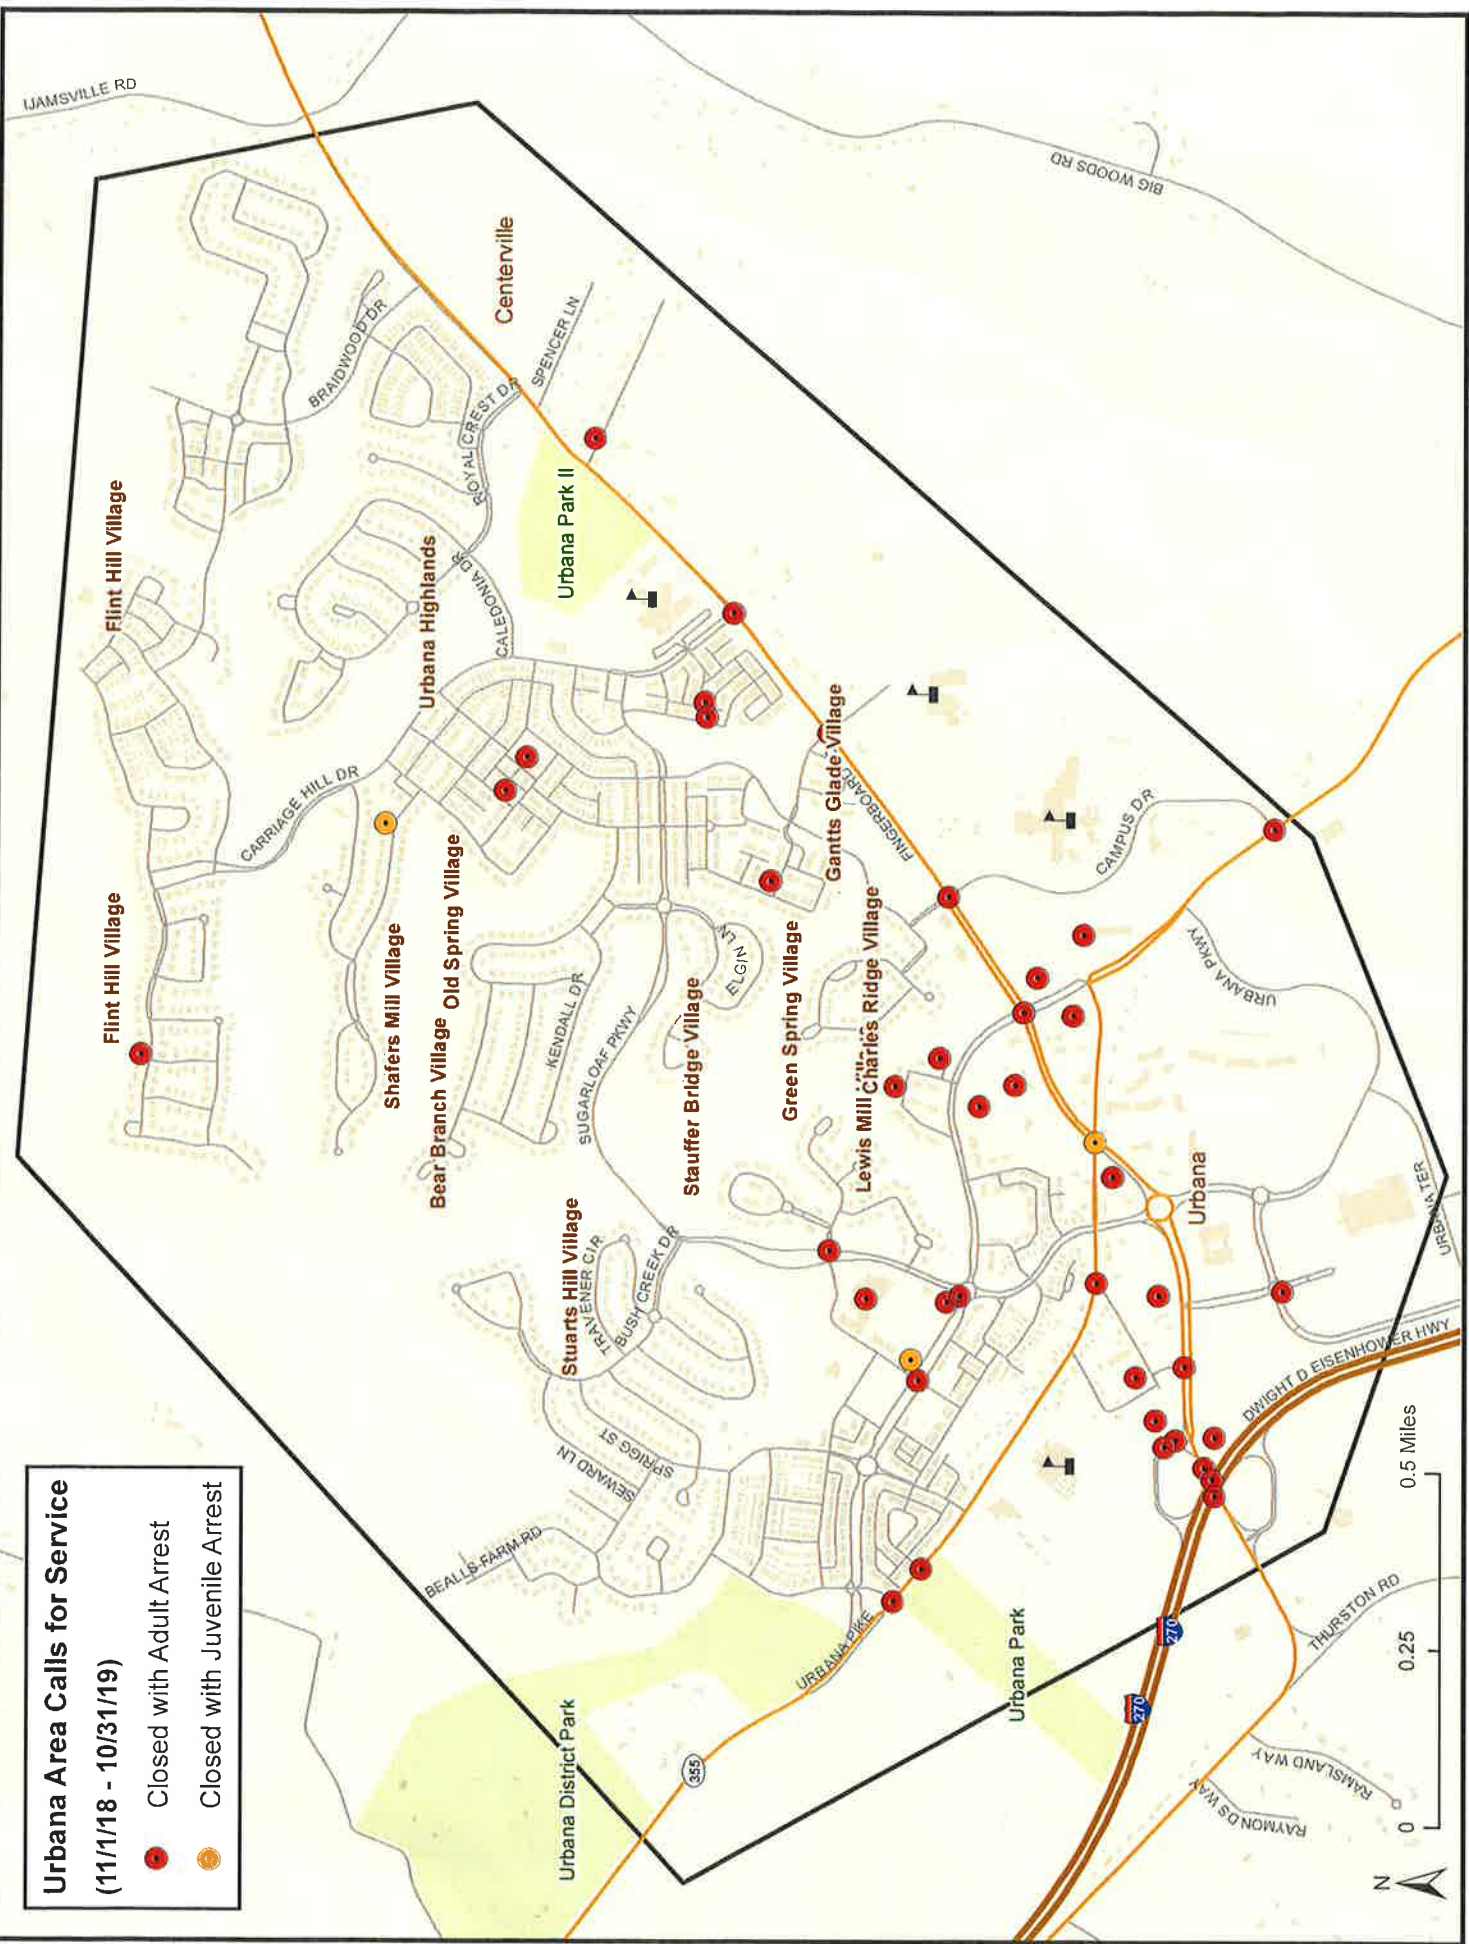 Urbana Area Calls for Service
(11/1/18 - 10/31/19)
Closed with Adult Arrest
Closed with Juvenile Arrest
IJAMSVILLE RD
BIG WOODS RD
Centerville
SPENCER LN
BRAIDWOOD DR
ROYAL CREST DR
Urbana Park II
Flint Hill Village
Urbana Highlands
CALEDONIA DR
CARRIAGE HILL DR
Flint Hill Village
Shafers Mill Village
Old Spring Village
Bear Branch Village
KENDALL DR
SUGARLOAF PKWY
ELGIN LN
Stauffer Bridge Village
Green Spring Village
Gantts Glade Village
FINGERBOARD
Charles Ridge Village
Lewis Mill
CAMPUS DR
URBANA PKWY
URBANA TER
Urbana
Stuarts Hill Village
TRAVENER CIR
BUSH CREEK DR
SPRIGG ST
SEWARD LN
BEALLS FARM RD
URBANA PIKE
Urbana District Park
355
Urbana Park
DWIGHT D EISENHOWER HWY
270
270
THURSTON RD
RAMSLAND WAY
RAYMONDS WAY
N
0
0.25
0.5 Miles